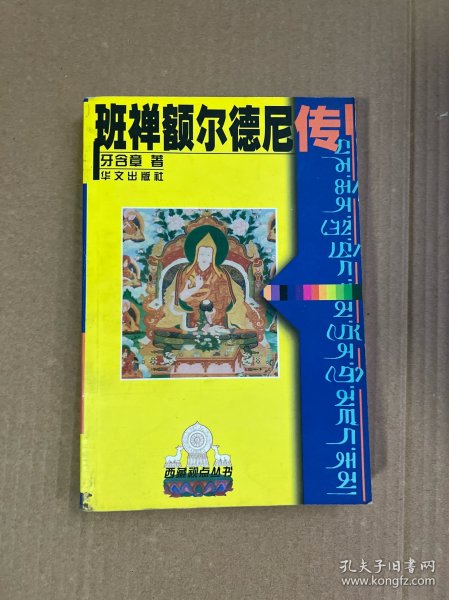 班禅额尔德尼传
牙含章 著
华文出版社
西藏视点丛书
孔夫子旧书网
www.kongfz.com